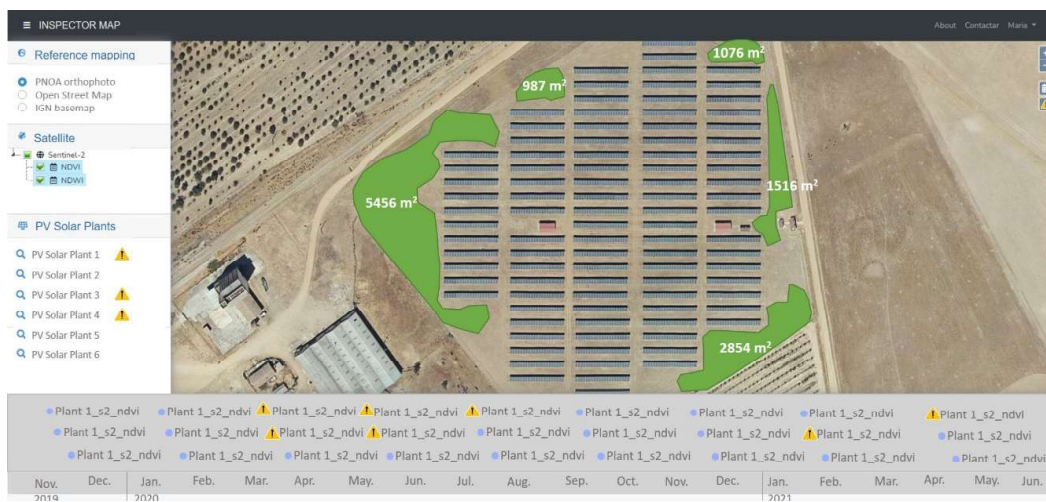 ≡ INSPECTOR MAP
About Contactar Maria
Reference mapping
PNOA orthophoto
Open Street Map
IGN basemap
Satellite
Sentinel-2
NDVI
NDWI
PV Solar Plants
PV Solar Plant 1
PV Solar Plant 2
PV Solar Plant 3
PV Solar Plant 4
PV Solar Plant 5
PV Solar Plant 6
1076 m²
987 m²
1516 m²
5456 m²
2854 m²
Plant 1_s2_ndvi Plant 1_s2_ndvi Plant 1_s2_ndvi Plant 1_s2_ndvi Plant 1_s2_ndvi Plant 1_s2_ndvi Plant 1_s2_ndvi Plant 1_s2_ndvi Plant 1_s2_ndvi
Plant 1_s2_ndvi Plant 1_s2_ndvi Plant 1_s2_ndvi Plant 1_s2_ndvi Plant 1_s2_ndvi Plant 1_s2_ndvi Plant 1_s2_ndvi Plant 1_s2_ndvi Plant 1_s2_ndvi
Plant 1_s2_ndvi Plant 1_s2_ndvi Plant 1_s2_ndvi Plant 1_s2_ndvi Plant 1_s2_ndvi Plant 1_s2_ndvi Plant 1_s2_ndvi Plant 1_s2_ndvi Plant 1_s2_ndvi
Nov. Dec. Jan. Feb. Mar. Apr. May. Jun. Jul. Aug. Sep. Oct. Nov. Dec. Jan. Feb. Mar. Apr. May. Jun.
2019 2020 2021